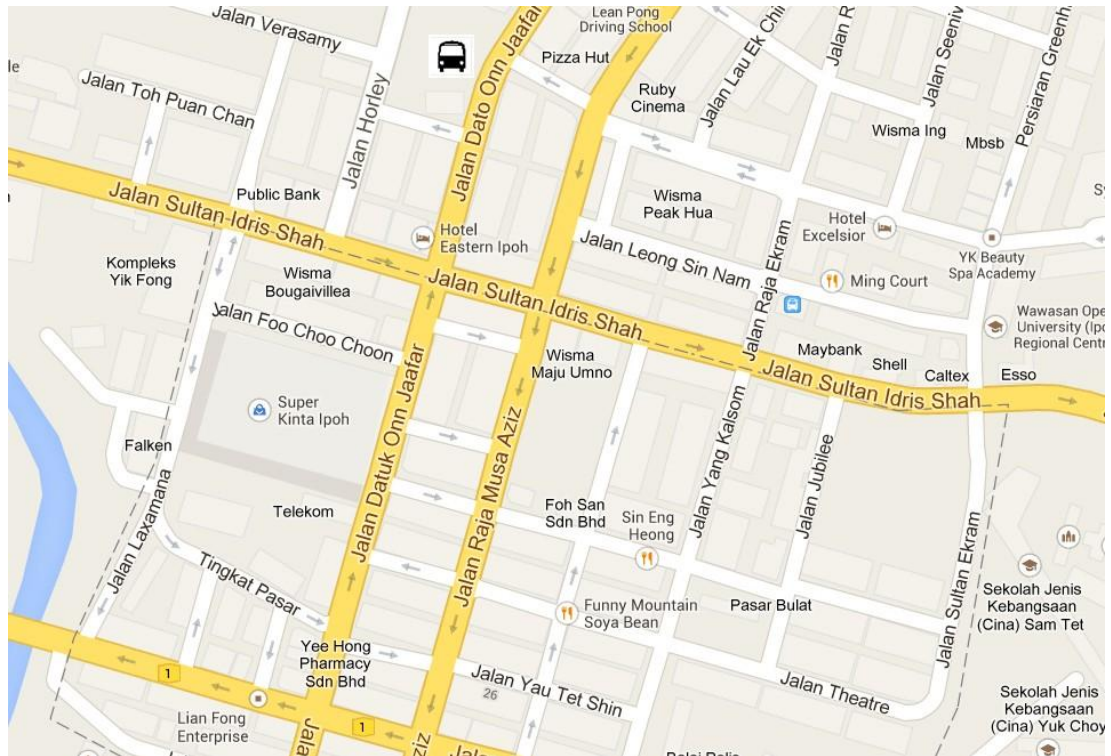 Lean Pong
Driving School
Jalan Verasamy
Jalan Dato Onn Jaafar
Pizza Hut
Jalan Lau Ek Chin
Jalan R
Jalan Seeniv
Persiaran Greenh
le
Jalan Toh Puan Chan
Jalan Horley
Ruby
Cinema
Wisma Ing
Mbsb
Public Bank
Jalan Sultan Idris Shah
Wisma
Peak Hua
Sy
Hotel
Eastern Ipoh
Jalan Leong Sin Nam
Jalan Raja Ekram
Hotel
Excelsior
YK Beauty
Spa Academy
Kompleks
Yik Fong
Wisma
Bougaivillea
Jalan Sultan Idris Shah
Ming Court
Wawasan Ope
University (Ipo
Regional Centr
Jalan Foo Choo Choon
Wisma
Maju Umno
Maybank
Shell
Caltex
Esso
Jalan Sultan Idris Shah
Super
Kinta Ipoh
Jalan Datuk Onn Jaafar
Jalan Raja Musa Aziz
Jalan Yang Kalsom
Jalan Jubilee
Falken
Jalan Laxamana
Telekom
Foh San
Sdn Bhd
Sin Eng
Heong
Jalan Sultan Ekram
Tingkat Pasar
Funny Mountain
Soya Bean
Pasar Bulat
Sekolah Jenis
Kebangsaan
(Cina) Sam Tet
Yee Hong
Pharmacy
Sdn Bhd
1
Jalan Yau Tet Shin
26
Jalan Theatre
Sekolah Jenis
Kebangsaan
(Cina) Yuk Choy
Lian Fong
Enterprise
1
Jala
Aziz